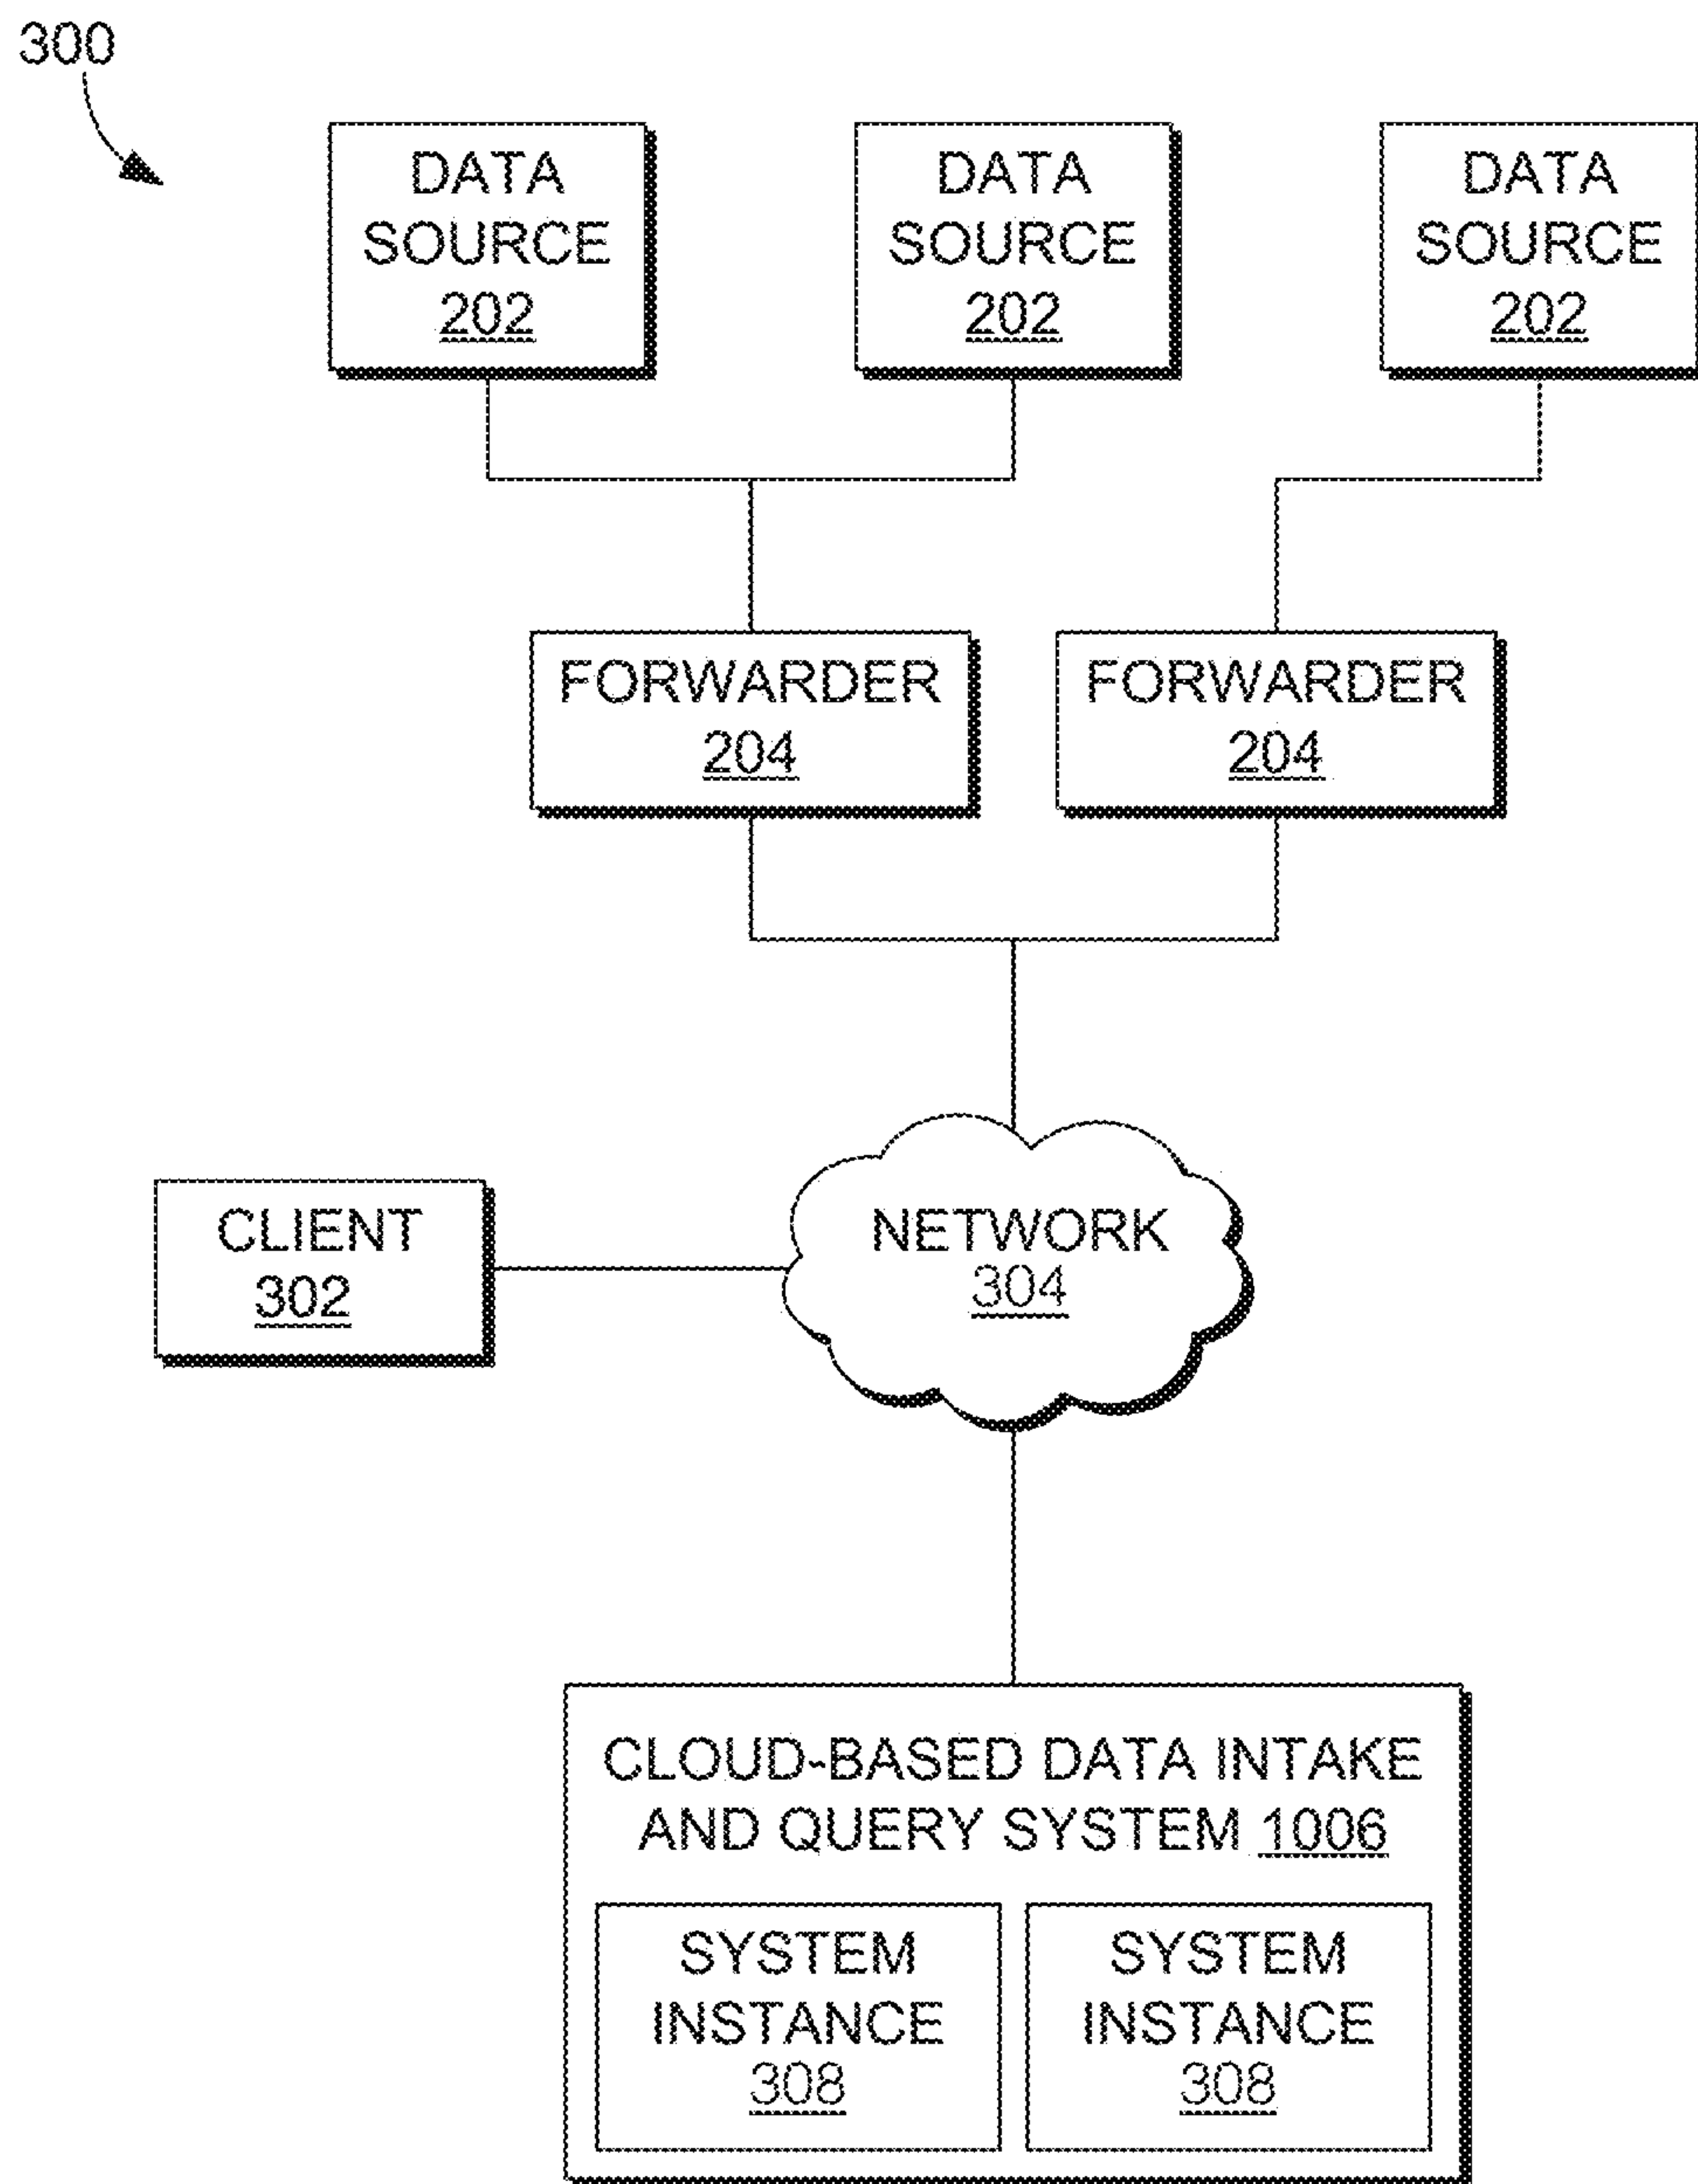 300
DATA
SOURCE
202
DATA
SOURCE
202
DATA
SOURCE
202
FORWARDER
204
FORWARDER
204
CLIENT
302
NETWORK
304
CLOUD-BASED DATA INTAKE
AND QUERY SYSTEM 1006
SYSTEM
INSTANCE
308
SYSTEM
INSTANCE
308